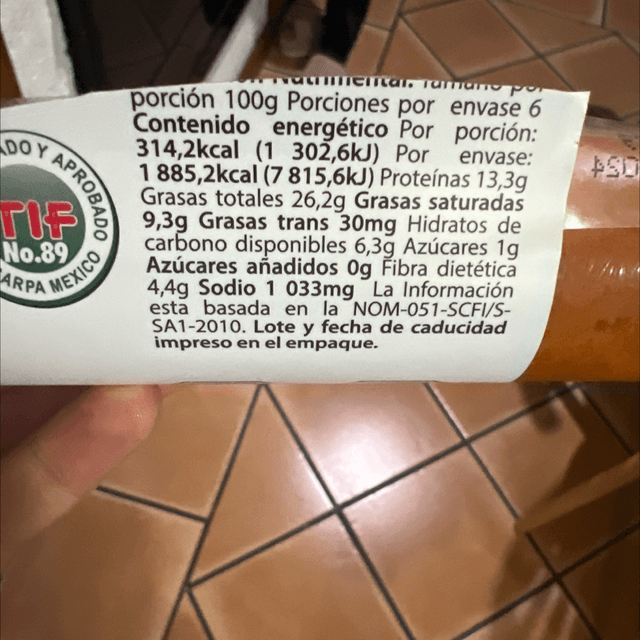 Nutrimental. Tamaño por
porción 100g Porciones por envase 6
Contenido energético Por porción:
314,2kcal (1 302,6kJ) Por envase:
1 885,2kcal (7 815,6kJ) Proteínas 13,3g
Grasas totales 26,2g Grasas saturadas
9,3g Grasas trans 30mg Hidratos de
carbono disponibles 6,3g Azúcares 1g
Azúcares añadidos 0g Fibra dietética
4,4g Sodio 1 033mg La Información
esta basada en la NOM-051-SCFI/S-
SA1-2010. Lote y fecha de caducidad
impreso en el empaque.
ADO Y APROBADO
TIF
No.89
ARPA MEXICO